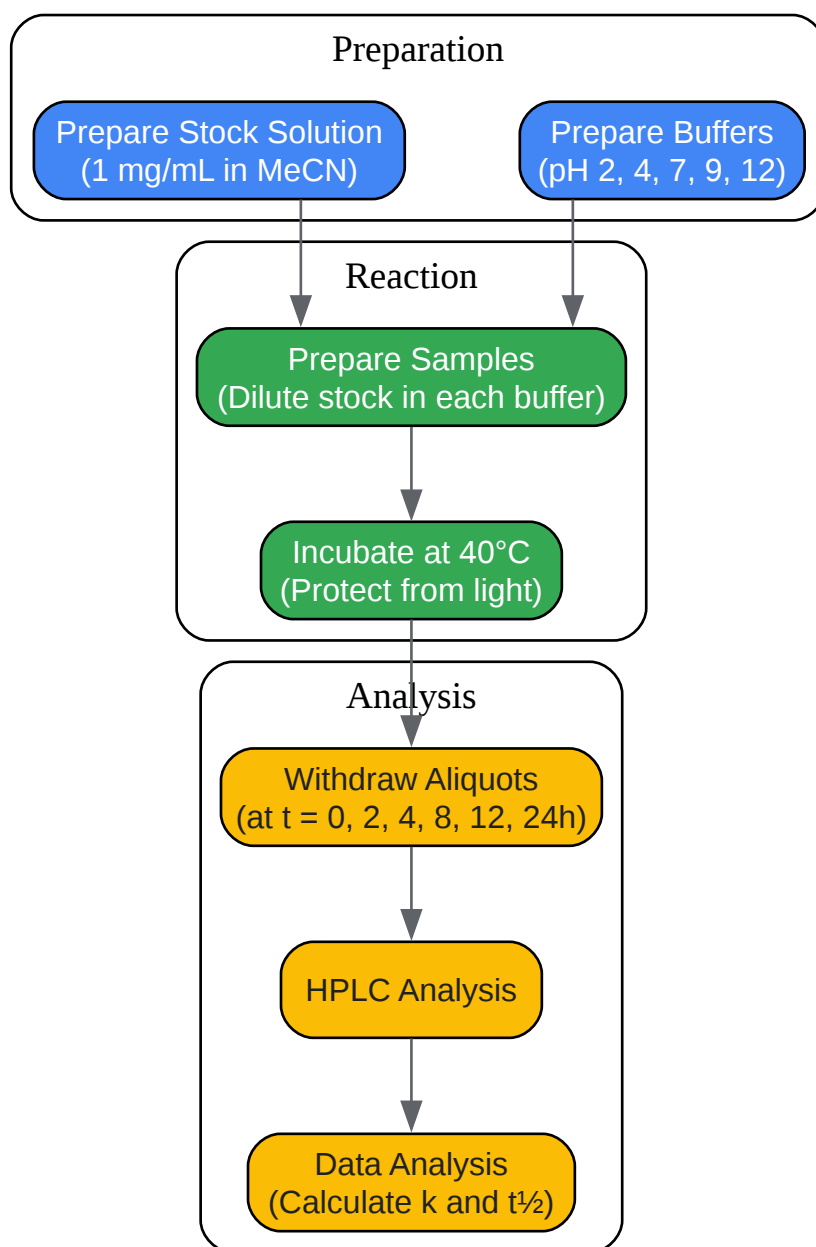 Preparation
Prepare Stock Solution
(1 mg/mL in MeCN)
Prepare Buffers
(pH 2, 4, 7, 9, 12)
Reaction
Prepare Samples
(Dilute stock in each buffer)
Incubate at 40°C
(Protect from light)
Analysis
Withdraw Aliquots
(at t = 0, 2, 4, 8, 12, 24h)
HPLC Analysis
Data Analysis
(Calculate k and t½)